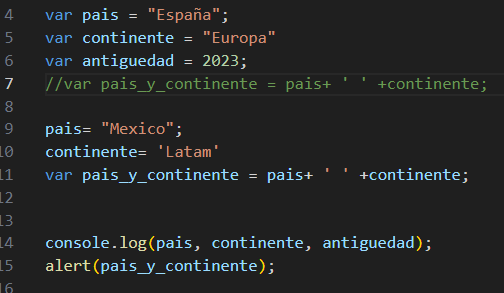 4 var pais = "España";
5 var continente = "Europa"
6 var antiguedad = 2023;
7 //var pais_y_continente = pais+ ' ' +continente;
8
9 pais= "Mexico";
10 continente= 'Latam'
11 var pais_y_continente = pais+ ' ' +continente;
12
13
14 console.log(pais, continente, antiguedad);
15 alert(pais_y_continente);
16